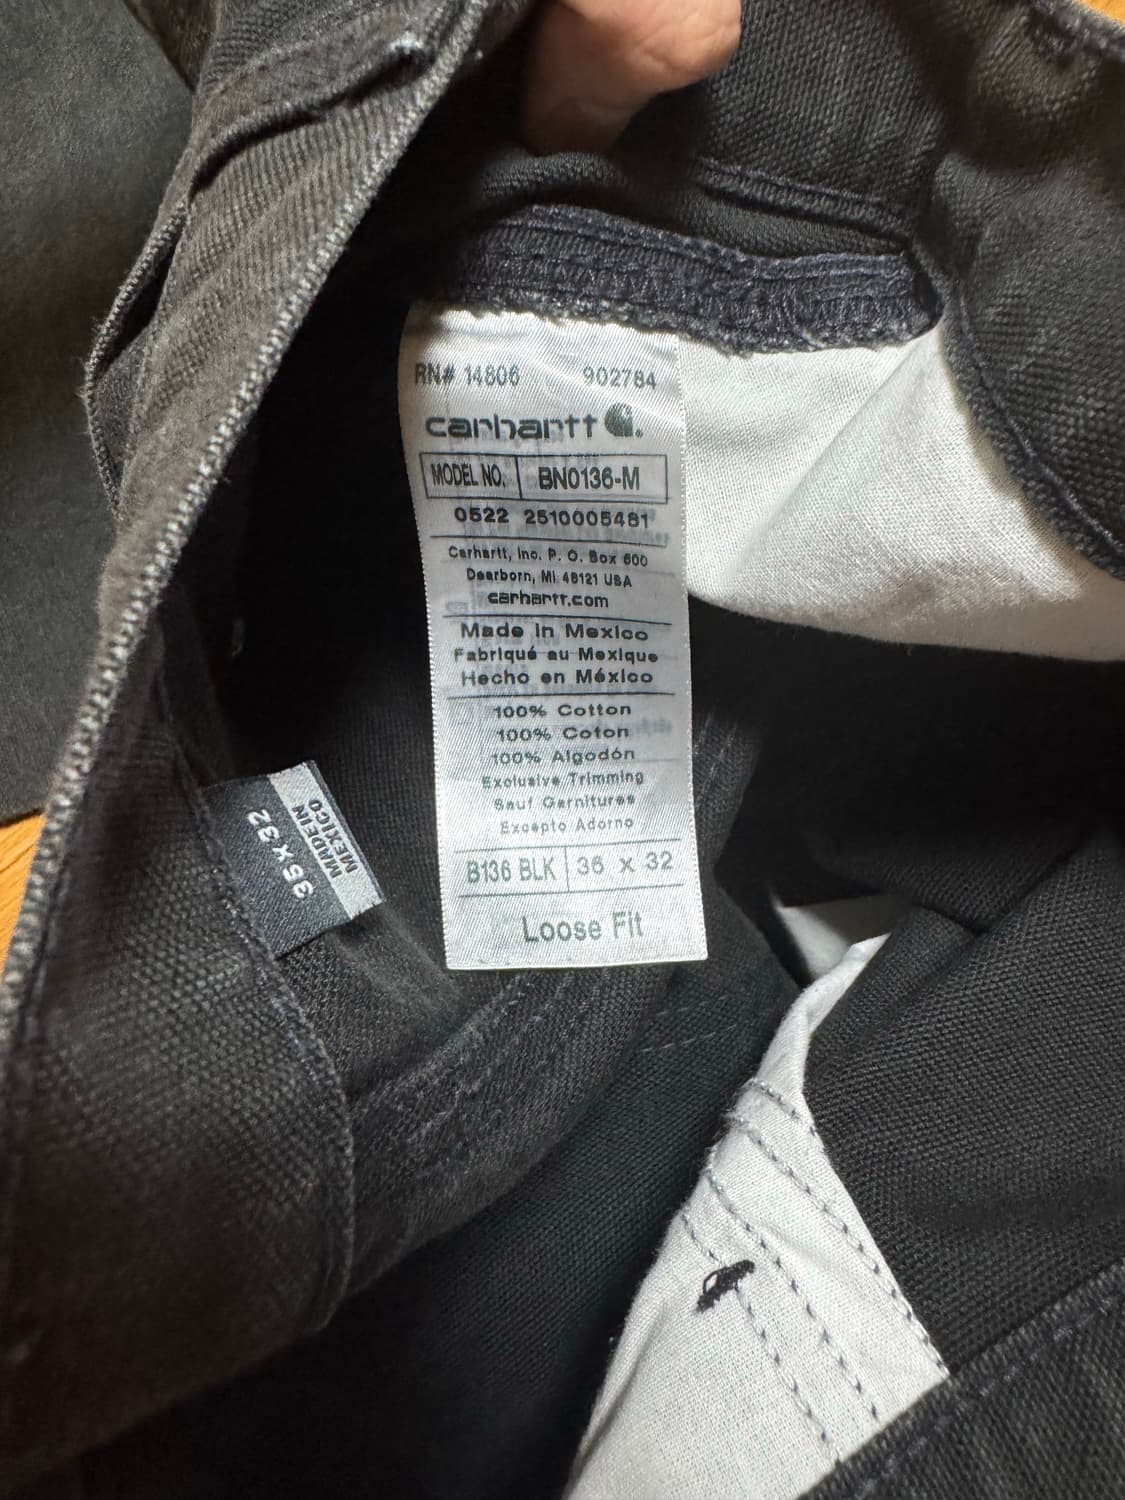 RN# 14806 902784
carhartt
MODEL NO. BN0136-M
0522 2510005481
Carhartt, Inc. P. O. Box 600
Dearborn, MI 48121 USA
carhartt.com
Made in Mexico
Fabriqué au Mexique
Hecho en México
100% Cotton
100% Coton
100% Algodón
Exclusive Trimming
Sauf Garnitures
Excepto Adorno
B136 BLK 36 x 32
Loose Fit
35 x 32
MADE IN
MEXICO